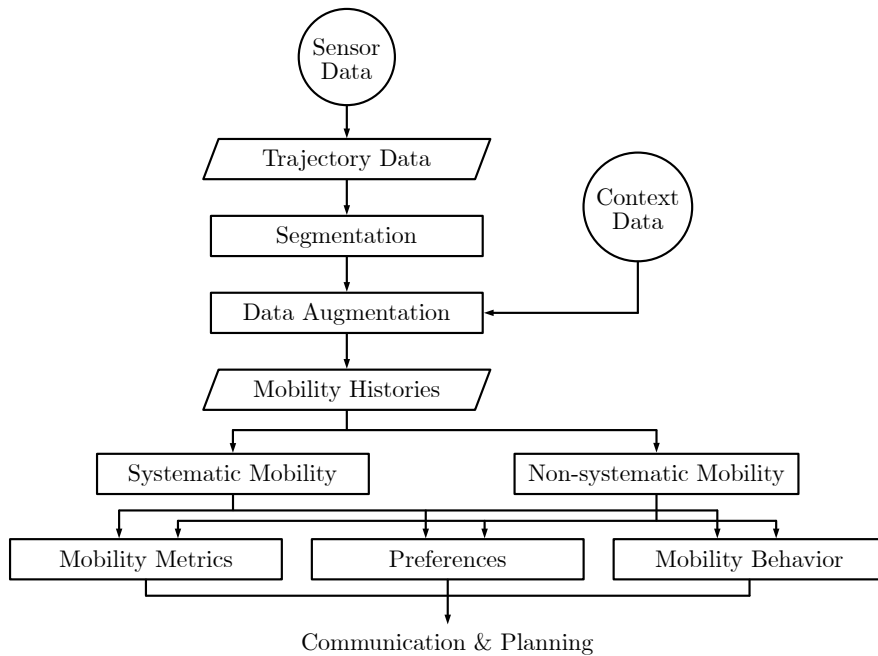 Sensor
Data
Trajectory Data
Context
Data
Segmentation
Data Augmentation
Mobility Histories
Systematic Mobility
Non-systematic Mobility
Mobility Metrics
Preferences
Mobility Behavior
Communication & Planning